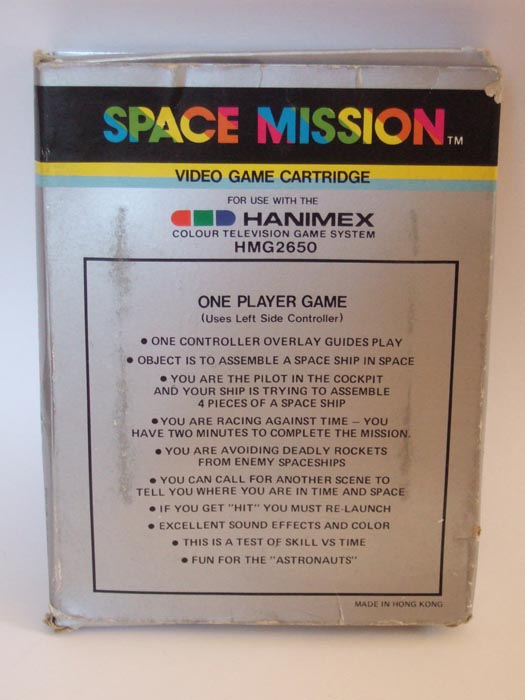 SPACE MISSION™
VIDEO GAME CARTRIDGE
FOR USE WITH THE
HANIMEX
COLOUR TELEVISION GAME SYSTEM
HMG2650
ONE PLAYER GAME
(Uses Left Side Controller)
● ONE CONTROLLER OVERLAY GUIDES PLAY
● OBJECT IS TO ASSEMBLE A SPACE SHIP IN SPACE
● YOU ARE THE PILOT IN THE COCKPIT
AND YOUR SHIP IS TRYING TO ASSEMBLE
4 PIECES OF A SPACE SHIP
● YOU ARE RACING AGAINST TIME – YOU
HAVE TWO MINUTES TO COMPLETE THE MISSION.
● YOU ARE AVOIDING DEADLY ROCKETS
FROM ENEMY SPACESHIPS
● YOU CAN CALL FOR ANOTHER SCENE TO
TELL YOU WHERE YOU ARE IN TIME AND SPACE
● IF YOU GET "HIT" YOU MUST RE-LAUNCH
● EXCELLENT SOUND EFFECTS AND COLOR
● THIS IS A TEST OF SKILL VS TIME
● FUN FOR THE "ASTRONAUTS"
MADE IN HONG KONG